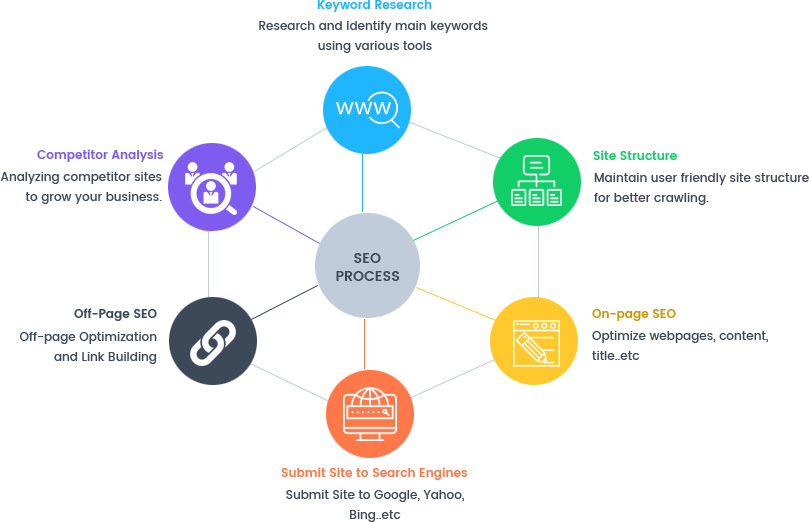 Keyword Research
Research and Identify main keywords
using various tools
WWW
Competitor Analysis
Analyzing competitor sites
to grow your business.
Site Structure
Maintain user friendly site structure
for better crawling.
SEO
PROCESS
Off-Page SEO
Off-page Optimization
and Link Building
On-page SEO
Optimize webpages, content,
title..etc
Submit Site to Search Engines
Submit Site to Google, Yahoo,
Bing..etc